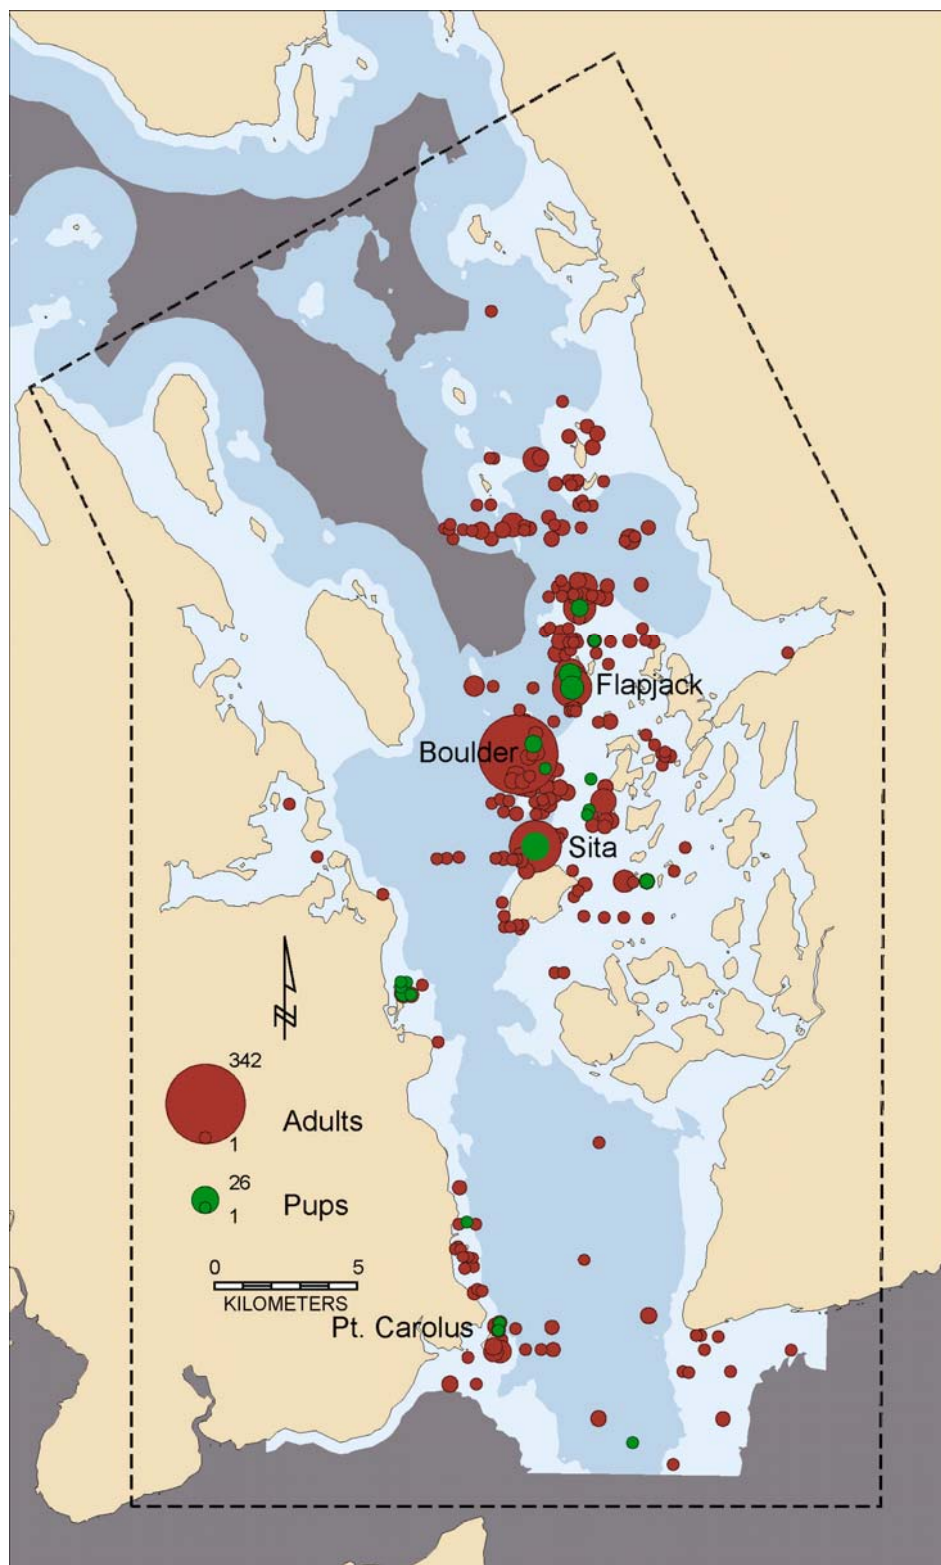 Flapjack
Boulder
Sita
N
342
Adults
1
26
Pups
1
0 5
KILOMETERS
Pt. Carolus